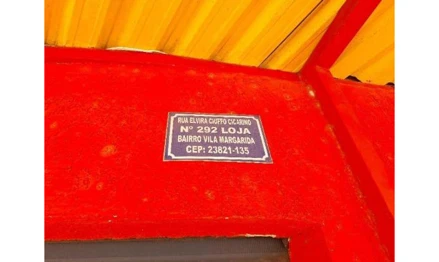 RUA ELVIRA CIUFFO CICARINO
Nº 292 LOJA
BAIRRO VILA MARGARIDA
CEP: 23821-135